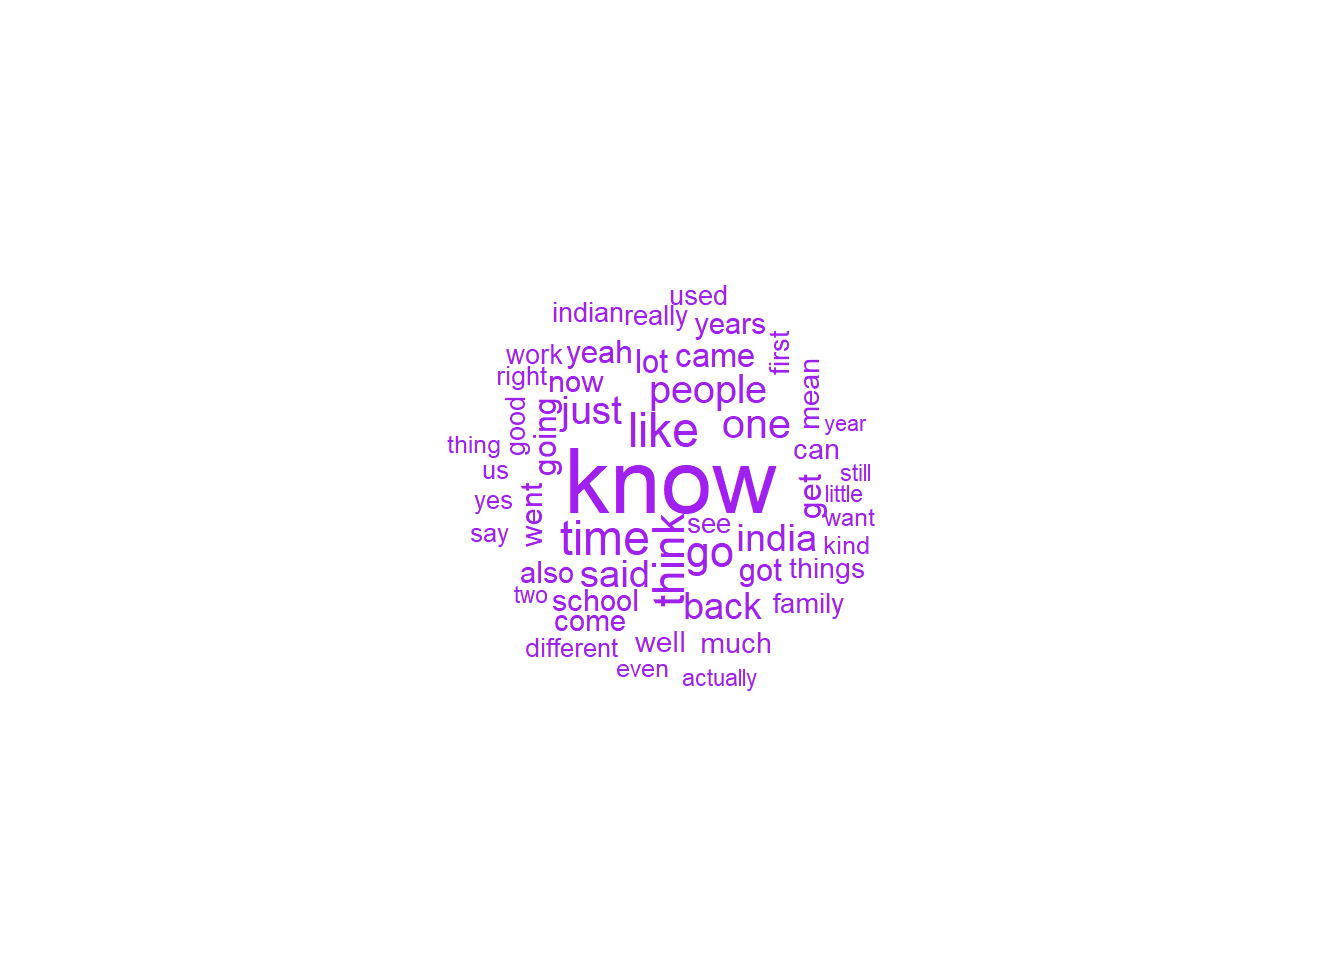 used
indian really
years
work yeah lot came first
right now people mean
good going just like one year
thing can
us know still
yes went get little
say time think see india want
go kind
also said got things
two school back family
come
different well much
even actually